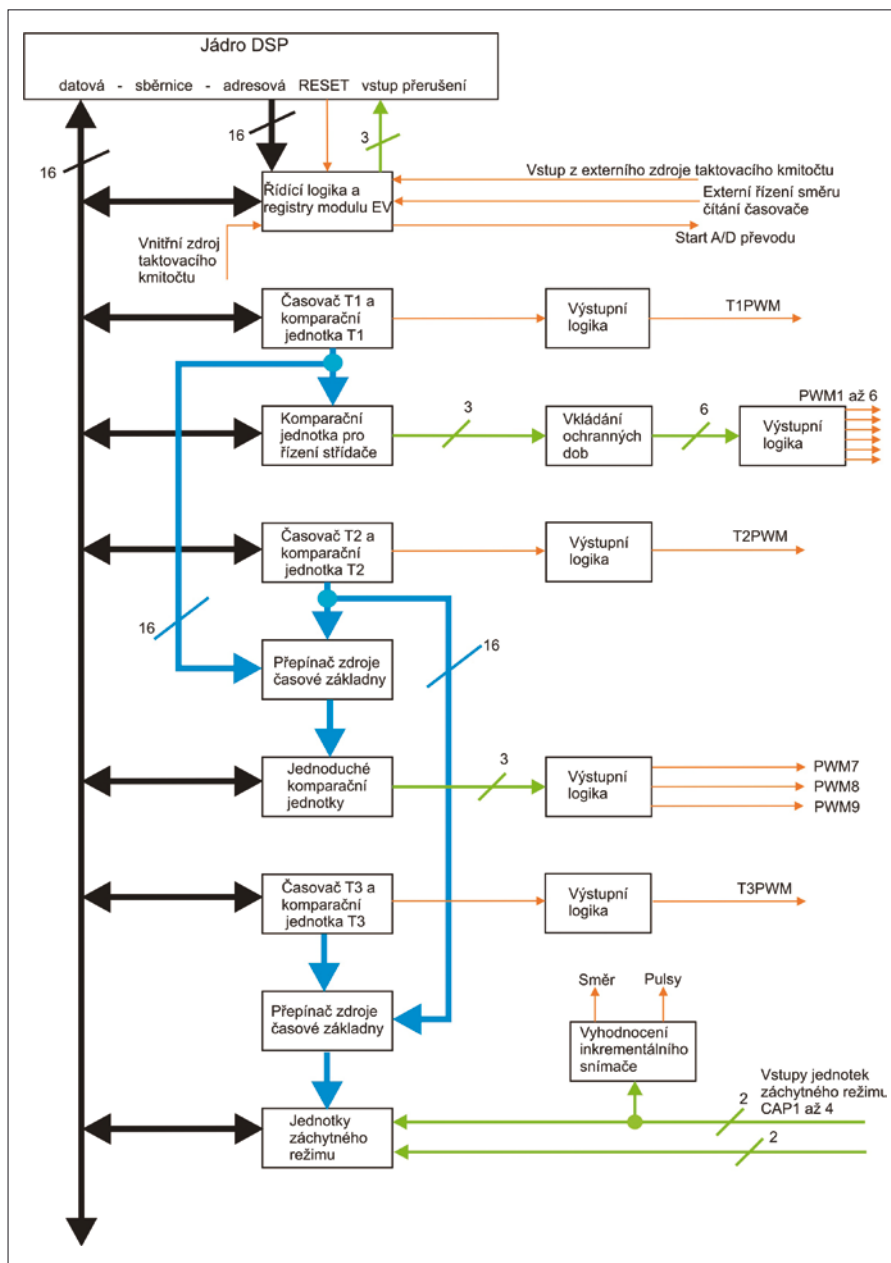 Jádro DSP
datová - sběrnice - adresová RESET vstup přerušení
16
3
16
Řídící logika a
registry modulu EV
Vstup z externího zdroje taktovacího kmitočtu
Externí řízení směru
čítání časovače
Start A/D převodu
Vnitřní zdroj
taktovacího
kmitočtu
Časovač T1 a
komparační
jednotka T1
Výstupní
logika
T1PWM
Komparační
jednotka pro
řízení střídače
3
Vkládání
ochranných
dob
6
Výstupní
logika
PWM1 až 6
Časovač T2 a
komparační
jednotka T2
Výstupní
logika
T2PWM
16
16
Přepínač zdroje
časové základny
Jednoduché
komparační
jednotky
3
Výstupní
logika
PWM7
PWM8
PWM9
Časovač T3 a
komparační
jednotka T3
Výstupní
logika
T3PWM
Přepínač zdroje
časové základny
Směr
Pulsy
Vyhodnocení
inkrementálního
snímače
Vstupy jednotek
záchytného režimu
CAP1 až 4
2
2
Jednotky
záchytného
režimu